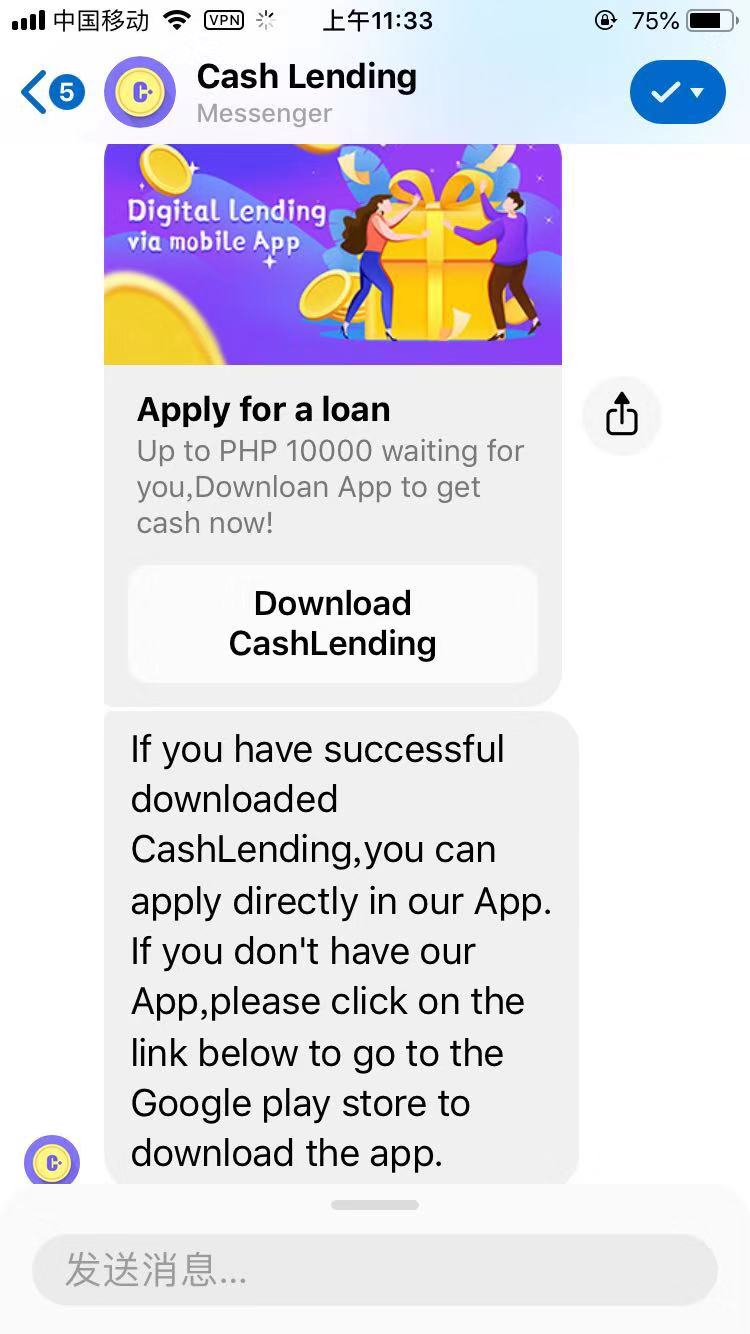 中国移动 VPN 上午11:33 75%
5 Cash Lending
Messenger
Digital lending
via mobile App
Apply for a loan
Up to PHP 10000 waiting for
you,Downloan App to get
cash now!
Download
CashLending
If you have successful
downloaded
CashLending,you can
apply directly in our App.
If you don't have our
App,please click on the
link below to go to the
Google play store to
download the app.
发送消息...